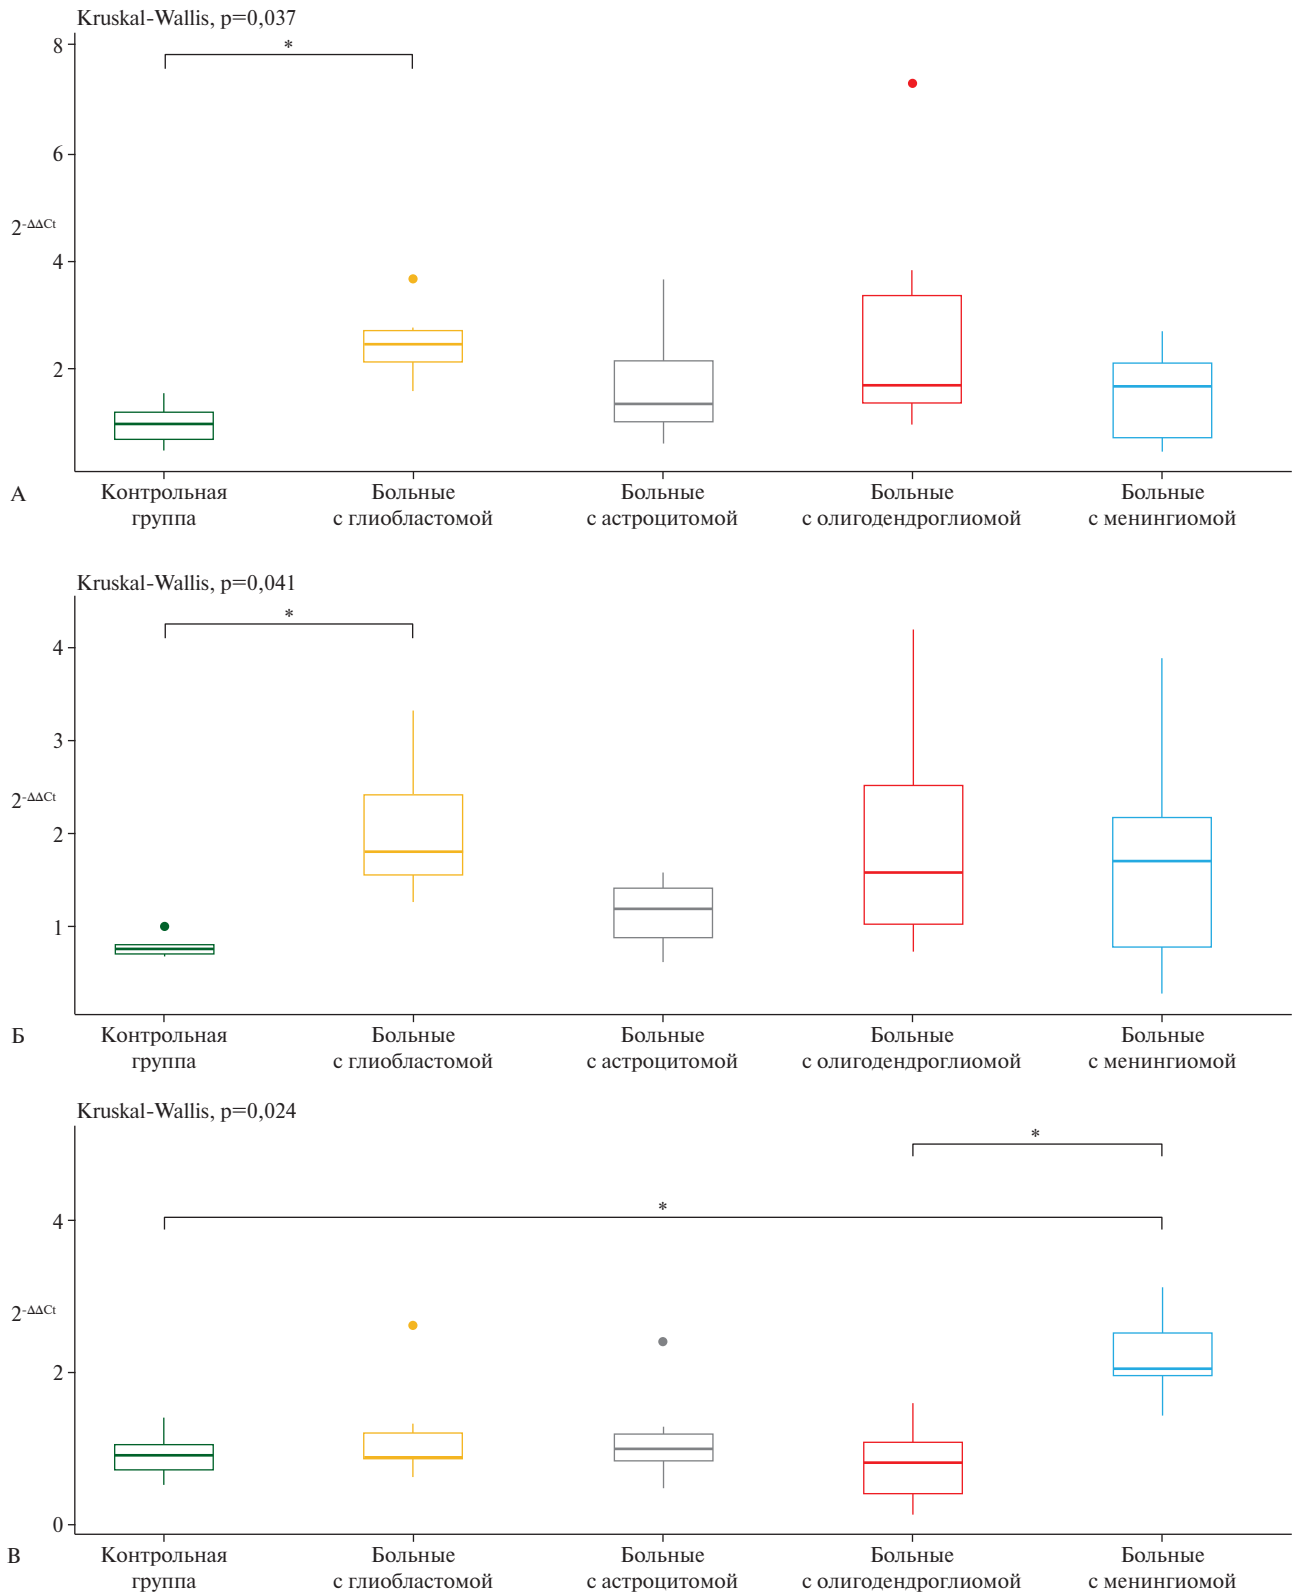 Kruskal-Wallis, p=0,037
*
8
6
2^-ΔΔCt
4
2
А
Контрольная группа
Больные с глиобластомой
Больные с астроцитомой
Больные с олигодендроглиомой
Больные с менингиомой
Kruskal-Wallis, p=0,041
*
4
3
2^-ΔΔCt
2
1
Б
Контрольная группа
Больные с глиобластомой
Больные с астроцитомой
Больные с олигодендроглиомой
Больные с менингиомой
Kruskal-Wallis, p=0,024
*
*
4
2^-ΔΔCt
2
0
В
Контрольная группа
Больные с глиобластомой
Больные с астроцитомой
Больные с олигодендроглиомой
Больные с менингиомой